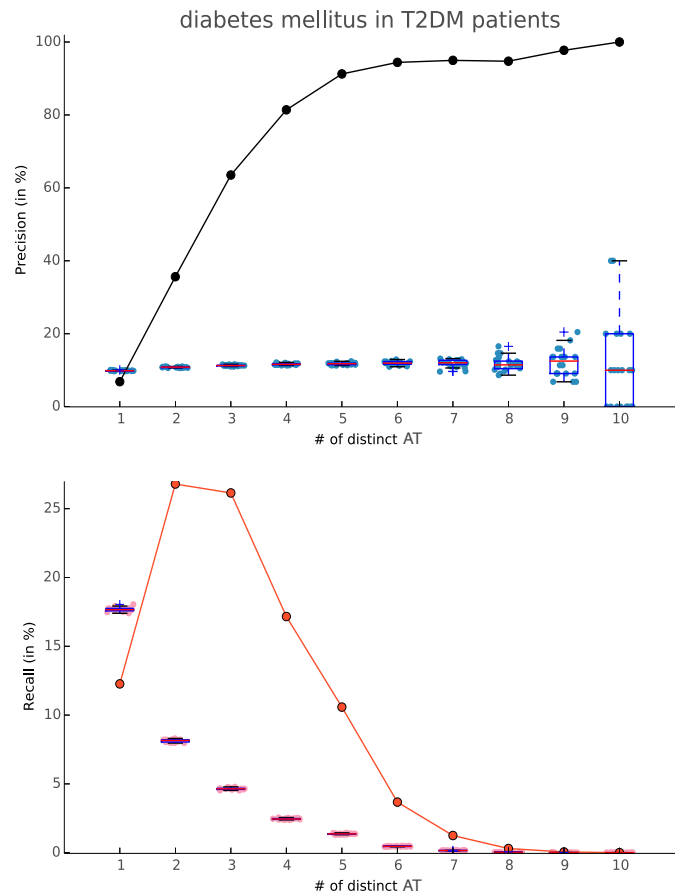 diabetes mellitus in T2DM patients
100
80
60
40
20
0
Precision (in %)
1 2 3 4 5 6 7 8 9 10
# of distinct AT
25
20
15
10
5
0
Recall (in %)
1 2 3 4 5 6 7 8 9 10
# of distinct AT